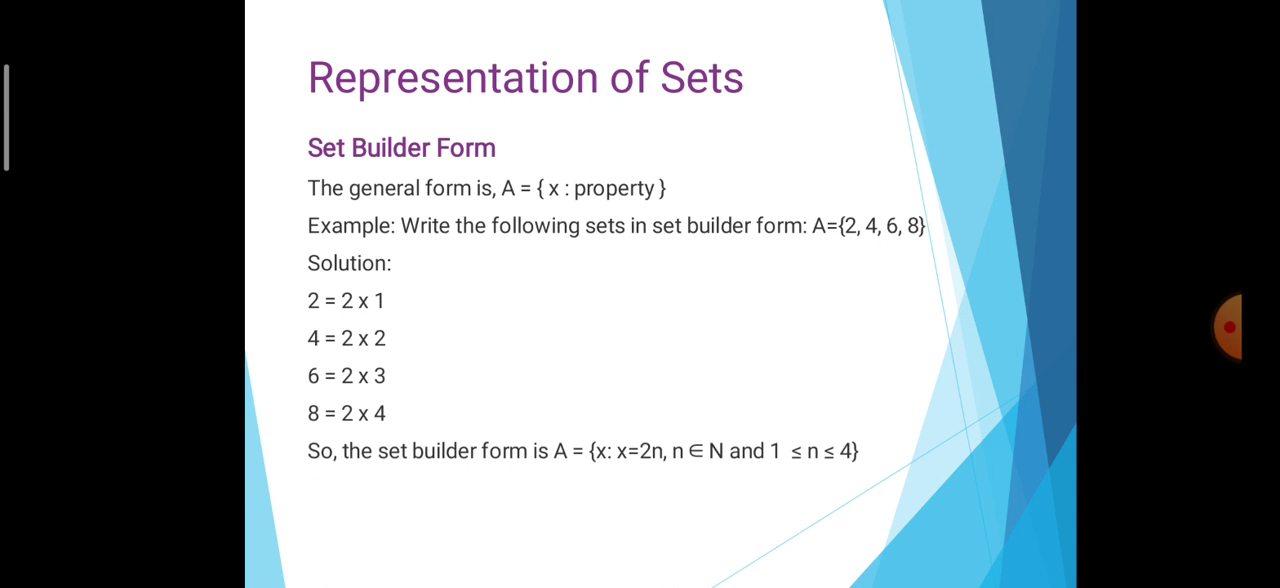 Representation of Sets
Set Builder Form
The general form is, A = { x : property }
Example: Write the following sets in set builder form: A={2, 4, 6, 8}
Solution:
2 = 2 x 1
4 = 2 x 2
6 = 2 x 3
8 = 2 x 4
So, the set builder form is A = {x: x=2n, n ∈ N and 1 ≤ n ≤ 4}